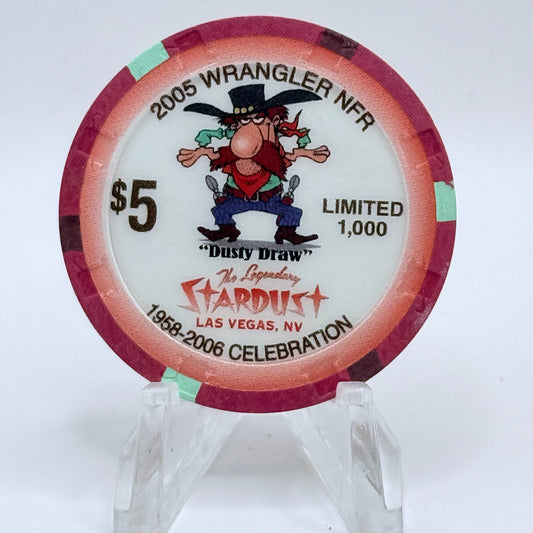 2005 WRANGLER NFR
$5
LIMITED
1,000
"Dusty Draw"
The Legendary
STARDUST
LAS VEGAS, NV
1958-2006 CELEBRATION